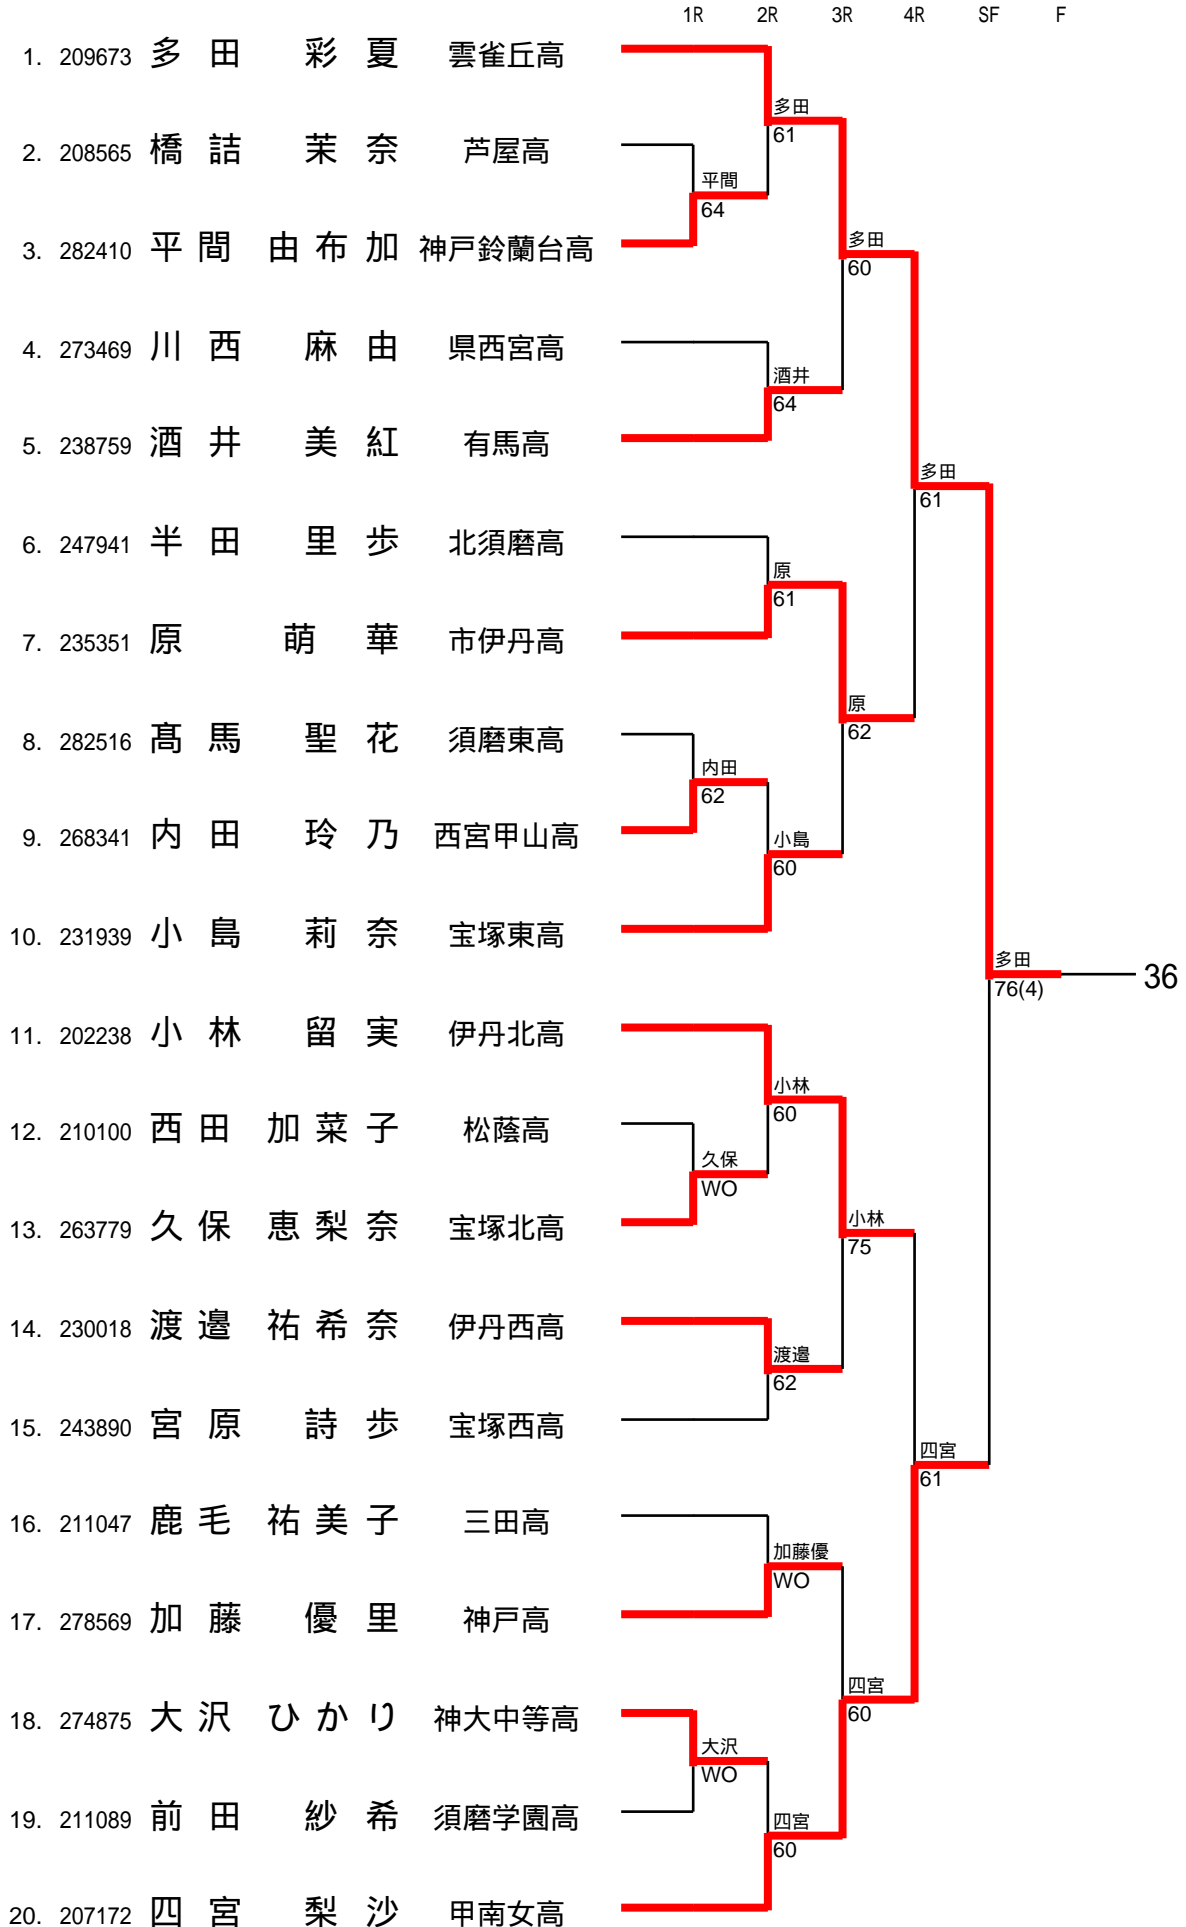 1R 2R 3R 4R SF F
1. 209673 多田 彩夏 雲雀丘高
多田
61
2. 208565 橋詰 茉奈 芦屋高
平間
64
3. 282410 平間 由布加 神戸鈴蘭台高
多田
60
4. 273469 川西 麻由 県西宮高
酒井
64
5. 238759 酒井 美紅 有馬高
多田
61
6. 247941 半田 里歩 北須磨高
原
61
7. 235351 原 萌華 市伊丹高
原
62
8. 282516 髙馬 聖花 須磨東高
内田
62
9. 268341 内田 玲乃 西宮甲山高
小島
60
10. 231939 小島 莉奈 宝塚東高
多田
76(4)
36
11. 202238 小林 留実 伊丹北高
小林
60
12. 210100 西田 加菜子 松蔭高
久保
WO
13. 263779 久保 恵梨奈 宝塚北高
小林
75
14. 230018 渡邉 祐希奈 伊丹西高
渡邉
62
15. 243890 宮原 詩歩 宝塚西高
四宮
61
16. 211047 鹿毛 祐美子 三田高
加藤優
WO
17. 278569 加藤 優里 神戸高
四宮
60
18. 274875 大沢 ひかり 神大中等高
大沢
WO
19. 211089 前田 紗希 須磨学園高
四宮
60
20. 207172 四宮 梨沙 甲南女高